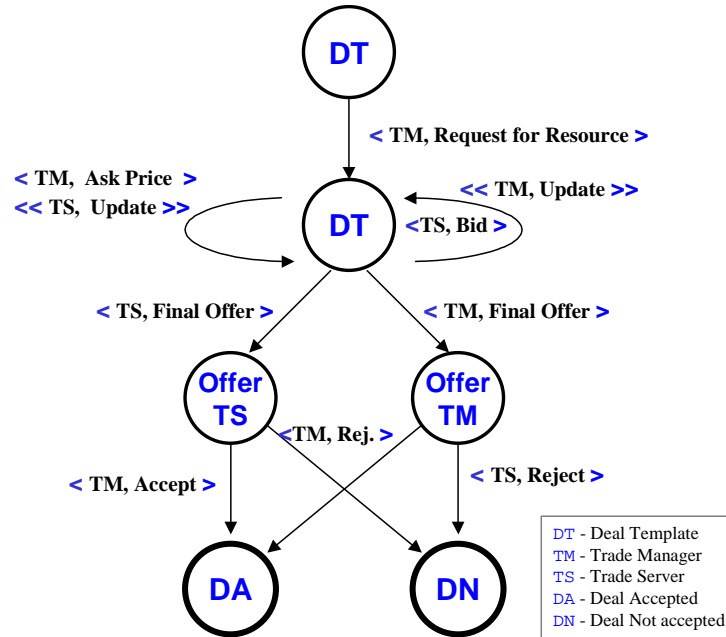 DT
< TM, Request for Resource >
< TM, Ask Price >
<< TS, Update >>
<< TM, Update >>
DT
<TS, Bid >
< TS, Final Offer >
< TM, Final Offer >
Offer
TS
Offer
TM
<TM, Rej. >
< TM, Accept >
< TS, Reject >
DA
DN
DT - Deal Template
TM - Trade Manager
TS - Trade Server
DA - Deal Accepted
DN - Deal Not accepted